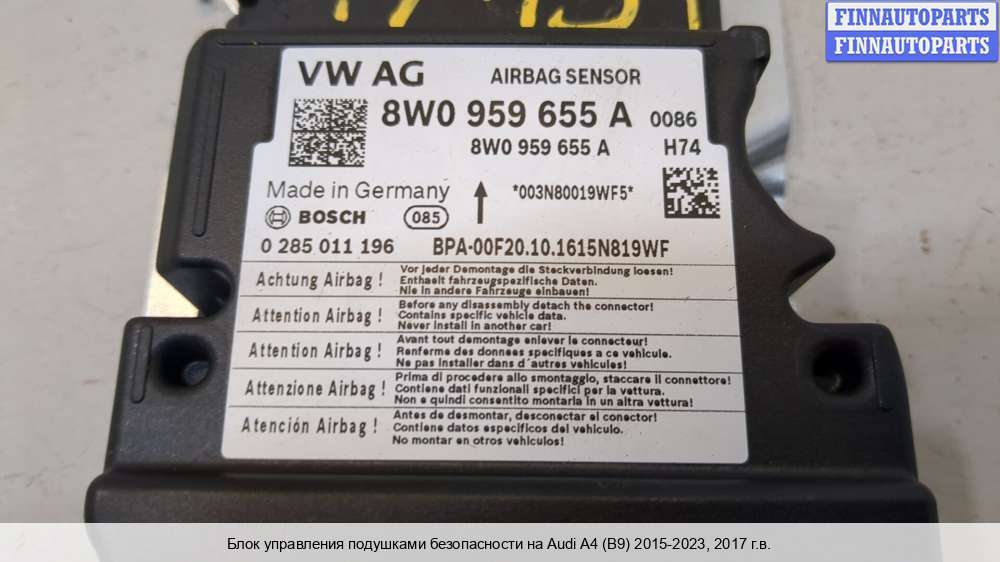 FINNAUTOPARTS
FINNAUTOPARTS
VW AG AIRBAG SENSOR
8W0 959 655 A 0086
8W0 959 655 A H74
Made in Germany *003N80019WF5*
BOSCH 085
0 285 011 196 BPA-00F20.10.1615N819WF
Achtung Airbag !
Vor jeder Demontage die Steckverbindung loesen!
Enthaelt fahrzeugspezifische Daten.
Nie in andere Fahrzeuge einbauen!
Attention Airbag !
Before any disassembly detach the connector!
Contains specific vehicle data.
Never install in another car!
Attention Airbag !
Avant tout demontage enlever le connecteur!
Renferme des donnees specifiques a ce vehicule.
Ne pas installer dans d´autres vehicules!
Attenzione Airbag !
Prima di procedere allo smontaggio, staccare il connettore!
Contiene dati funzionali specifici per la vettura.
Non e quindi consentito montarla in un altra vettura!
Atención Airbag !
Antes de desmontar, desconectar el conector!
Contiene datos especificos del vehiculo.
No montar en otros vehiculos!
Блок управления подушками безопасности на Audi A4 (B9) 2015-2023, 2017 г.в.